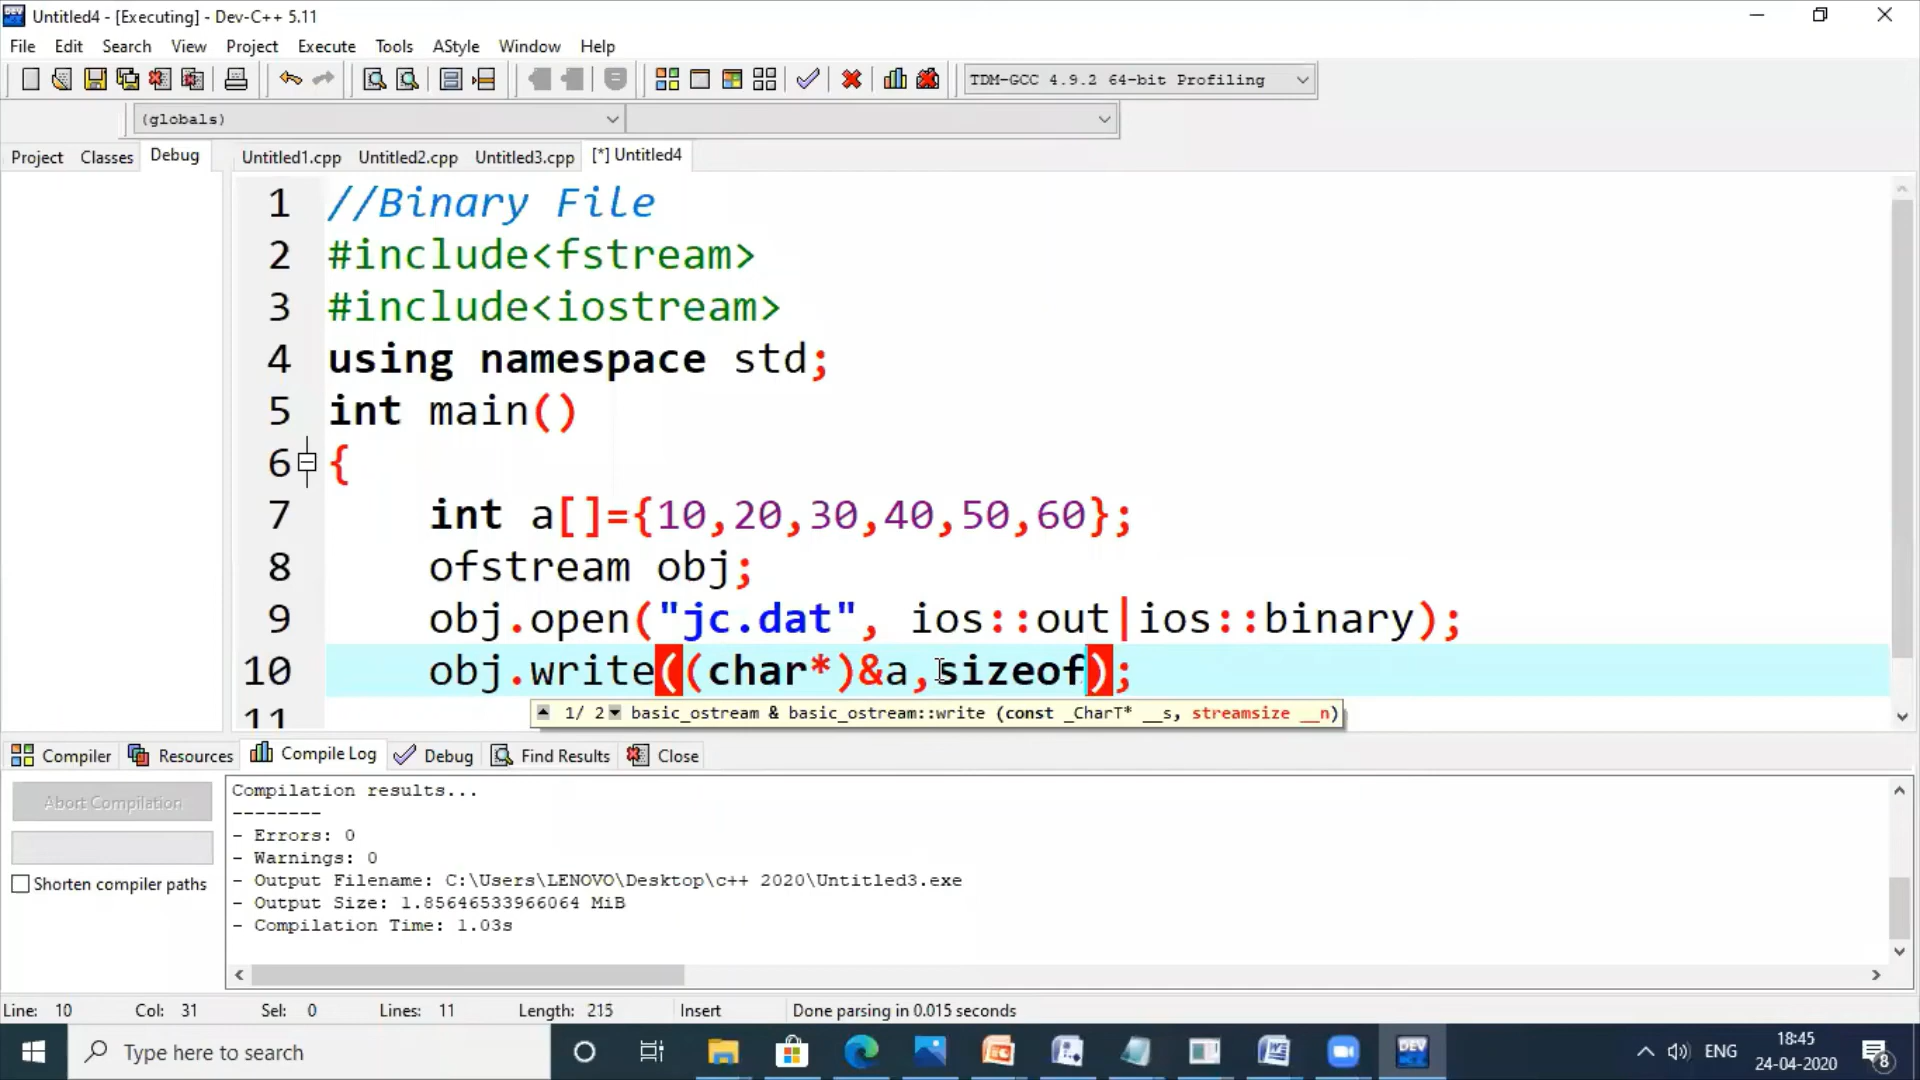 Untitled4 - [Executing] - Dev-C++ 5.11
File Edit Search View Project Execute Tools AStyle Window Help
TDM-GCC 4.9.2 64-bit Profiling
(globals)
Project Classes Debug Untitled1.cpp Untitled2.cpp Untitled3.cpp [*] Untitled4
1 //Binary File
2 #include<fstream>
3 #include<iostream>
4 using namespace std;
5 int main()
6 {
7 int a[]={10,20,30,40,50,60};
8 ofstream obj;
9 obj.open("jc.dat", ios::out|ios::binary);
10 obj.write((char*)&a,sizeof);
11
1/ 2 basic_ostream & basic_ostream::write (const _CharT* __s, streamsize __n)
Compiler Resources Compile Log Debug Find Results Close
Abort Compilation
Shorten compiler paths
Compilation results...
--------
- Errors: 0
- Warnings: 0
- Output Filename: C:\Users\LENOVO\Desktop\c++ 2020\Untitled3.exe
- Output Size: 1.85646533966064 MiB
- Compilation Time: 1.03s
Line: 10 Col: 31 Sel: 0 Lines: 11 Length: 215 Insert Done parsing in 0.015 seconds
Type here to search
DEV
ENG
18:45
24-04-2020
8